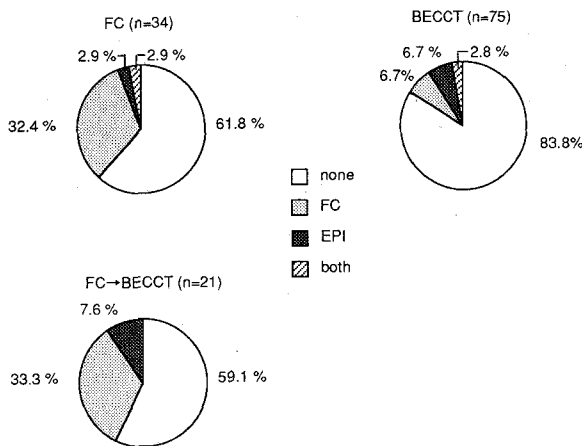 FC (n=34)
2.9 %
2.9 %
32.4 %
61.8 %
BECCT (n=75)
6.7 %
2.8 %
6.7%
83.8%
none
FC
EPI
both
FC→BECCT (n=21)
7.6 %
33.3 %
59.1 %